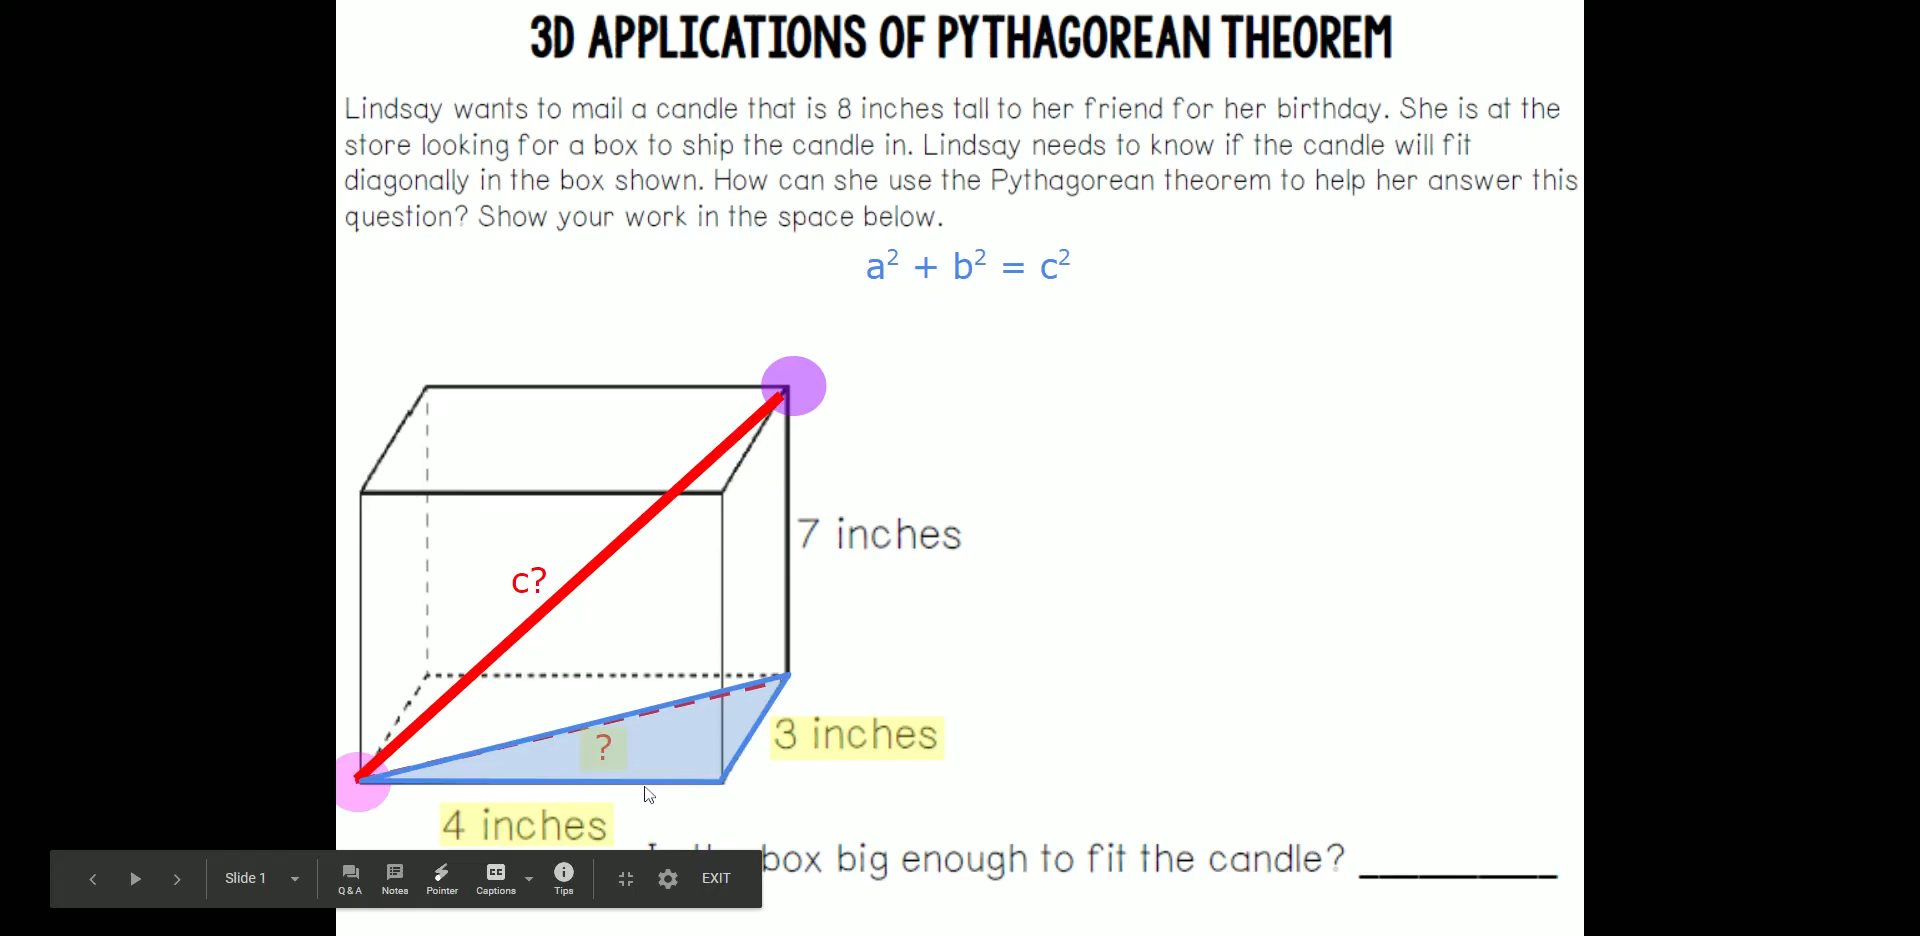 3D APPLICATIONS OF PYTHAGOREAN THEOREM
Lindsay wants to mail a candle that is 8 inches tall to her friend for her birthday. She is at the
store looking for a box to ship the candle in. Lindsay needs to know if the candle will fit
diagonally in the box shown. How can she use the Pythagorean theorem to help her answer this
question? Show your work in the space below.
a² + b² = c²
7 inches
c?
3 inches
?
4 inches
box big enough to fit the candle? __________
Slide 1
Q & A
Notes
Pointer
CC
Captions
Tips
EXIT